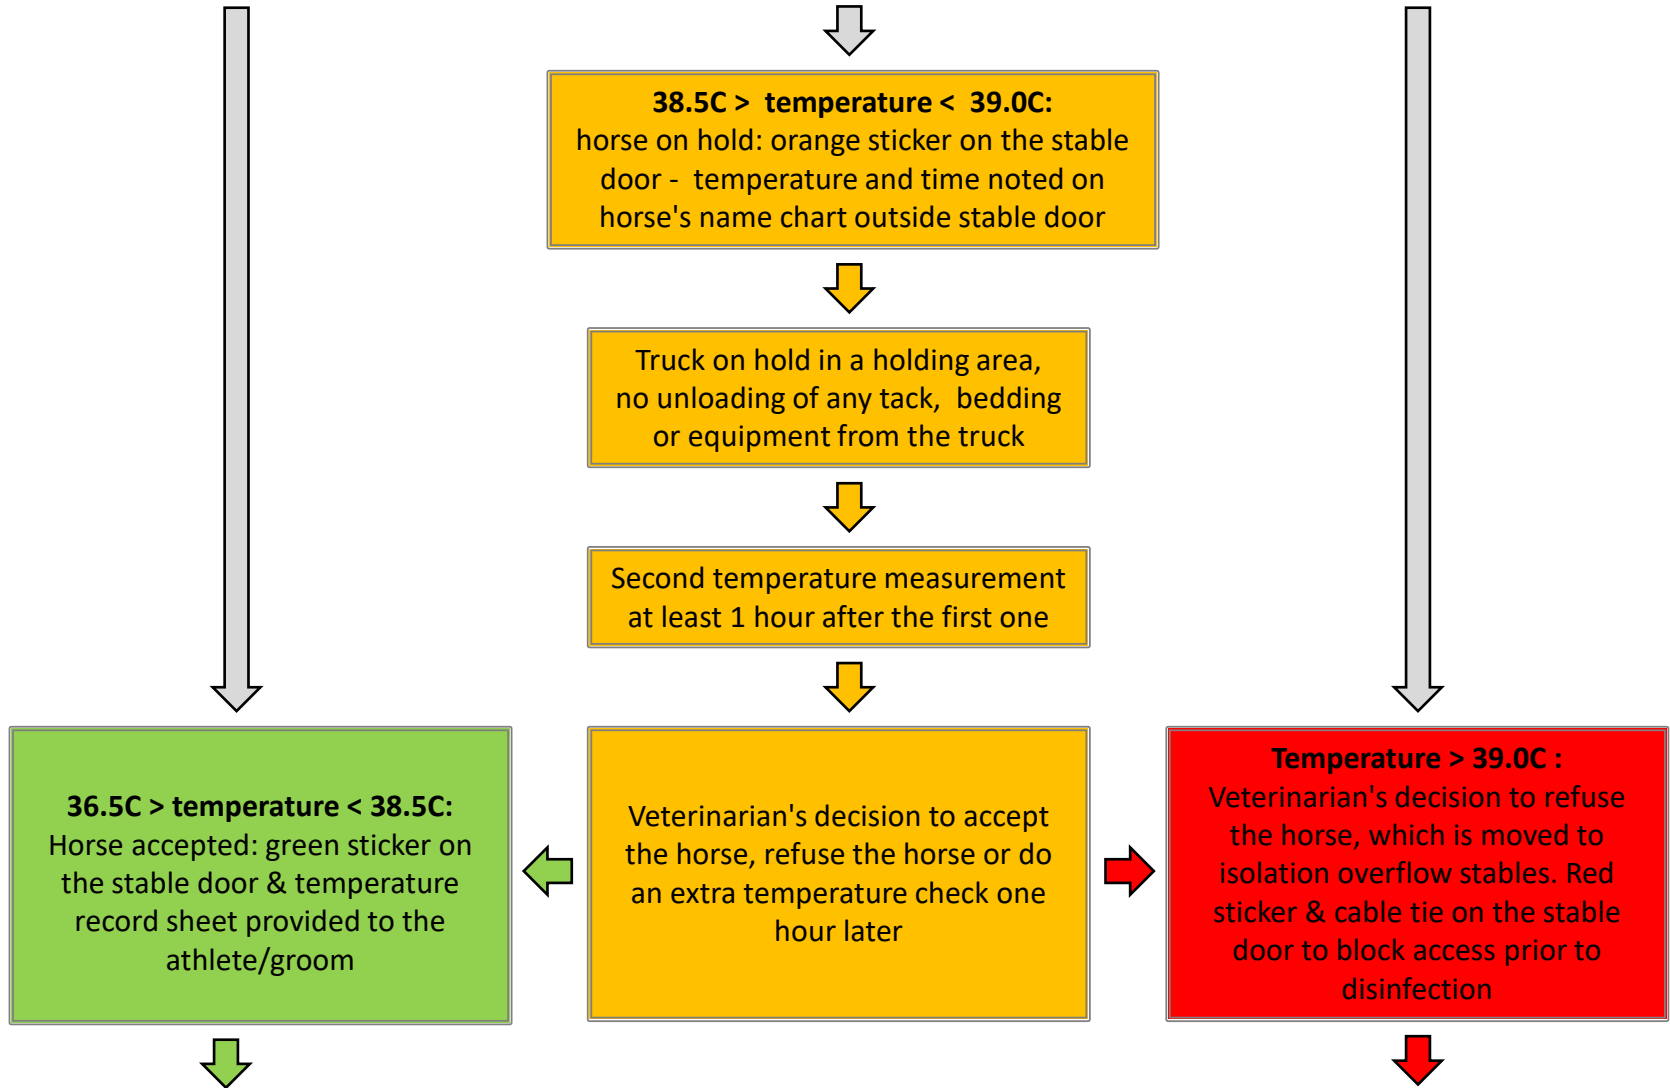 38.5C > temperature < 39.0C:
horse on hold: orange sticker on the stable
door - temperature and time noted on
horse's name chart outside stable door
Truck on hold in a holding area,
no unloading of any tack, bedding
or equipment from the truck
Second temperature measurement
at least 1 hour after the first one
36.5C > temperature < 38.5C:
Horse accepted: green sticker on
the stable door & temperature
record sheet provided to the
athlete/groom
Veterinarian's decision to accept
the horse, refuse the horse or do
an extra temperature check one
hour later
Temperature > 39.0C :
Veterinarian's decision to refuse
the horse, which is moved to
isolation overflow stables. Red
sticker & cable tie on the stable
door to block access prior to
disinfection